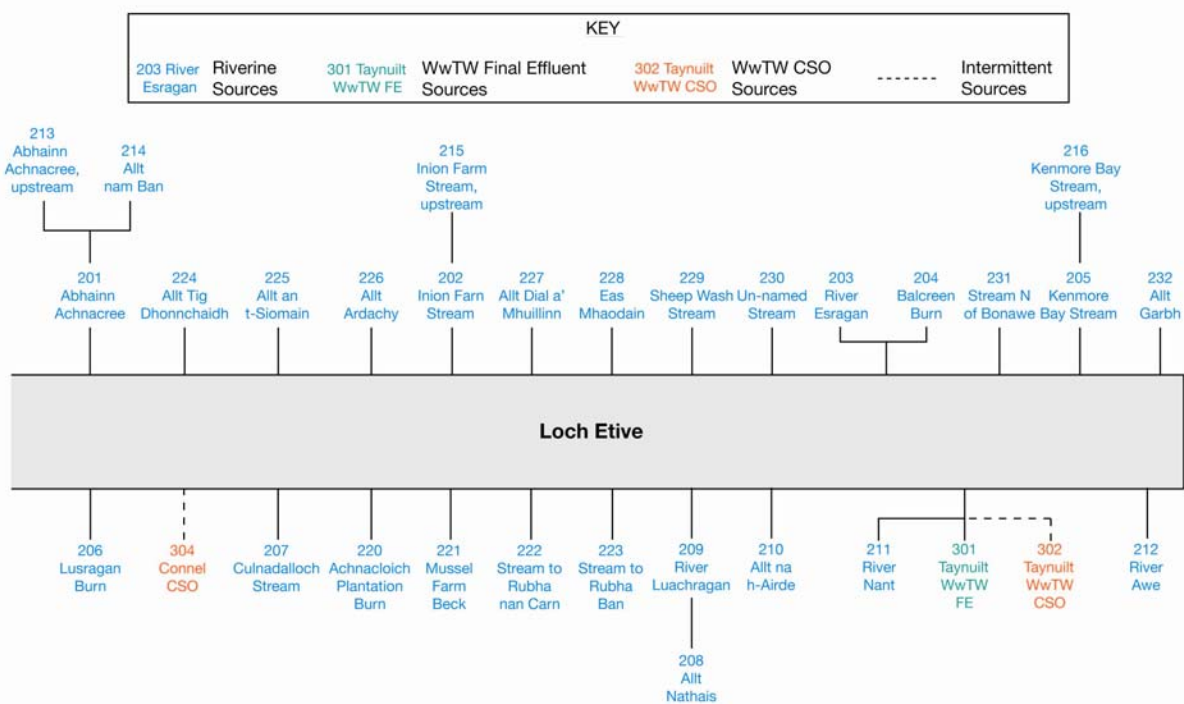 KEY
203 River
Esragan
Riverine
Sources
301 Taynuilt
WwTW FE
WwTW Final Effluent
Sources
302 Taynuilt
WwTW CSO
WwTW CSO
Sources
Intermittent
Sources
213
Abhainn
Achnacree,
upstream
214
Allt
nam Ban
215
Inion Farm
Stream,
upstream
216
Kenmore Bay
Stream,
upstream
201
Abhainn
Achnacree
224
Allt Tig
Dhonnchaidh
225
Allt an
t-Siomain
226
Allt
Ardachy
202
Inion Farn
Stream
227
Allt Dial a'
Mhuillinn
228
Eas
Mhaodain
229
Sheep Wash
Stream
230
Un-named
Stream
203
River
Esragan
204
Balcreen
Burn
231
Stream N
of Bonawe
205
Kenmore
Bay Stream
232
Allt
Garbh
Loch Etive
206
Lusragan
Burn
304
Connel
CSO
207
Culnadalloch
Stream
220
Achnacloich
Plantation
Burn
221
Mussel
Farm
Beck
222
Stream to
Rubha
nan Carn
223
Stream to
Rubha
Ban
209
River
Luachragan
210
Allt na
h-Airde
211
River
Nant
301
Taynuilt
WwTW
FE
302
Taynuilt
WwTW
CSO
212
River
Awe
208
Allt
Nathais